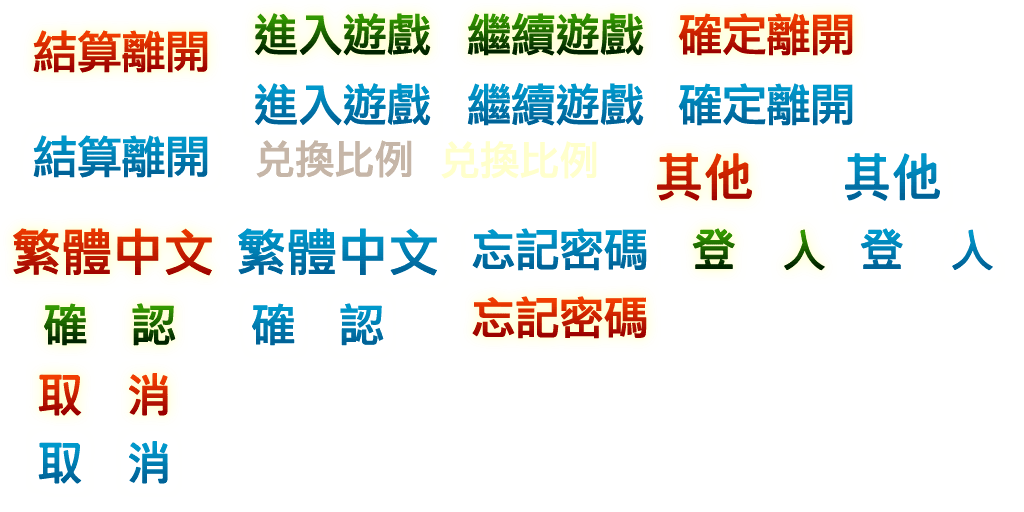 結算離開
進入遊戲
繼續遊戲
確定離開
進入遊戲
繼續遊戲
確定離開
結算離開
兌換比例
兌換比例
其他
其他
繁體中文
繁體中文
忘記密碼
登 入
登 入
確 認
確 認
忘記密碼
取 消
取 消